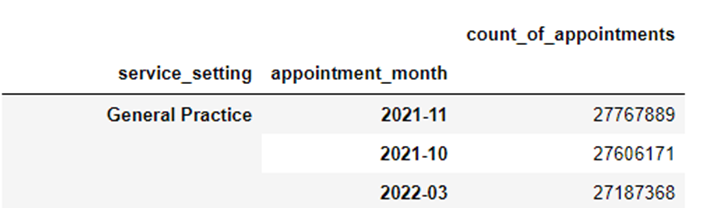 count_of_appointments
service_setting appointment_month
General Practice 2021-11 27767889
2021-10 27606171
2022-03 27187368